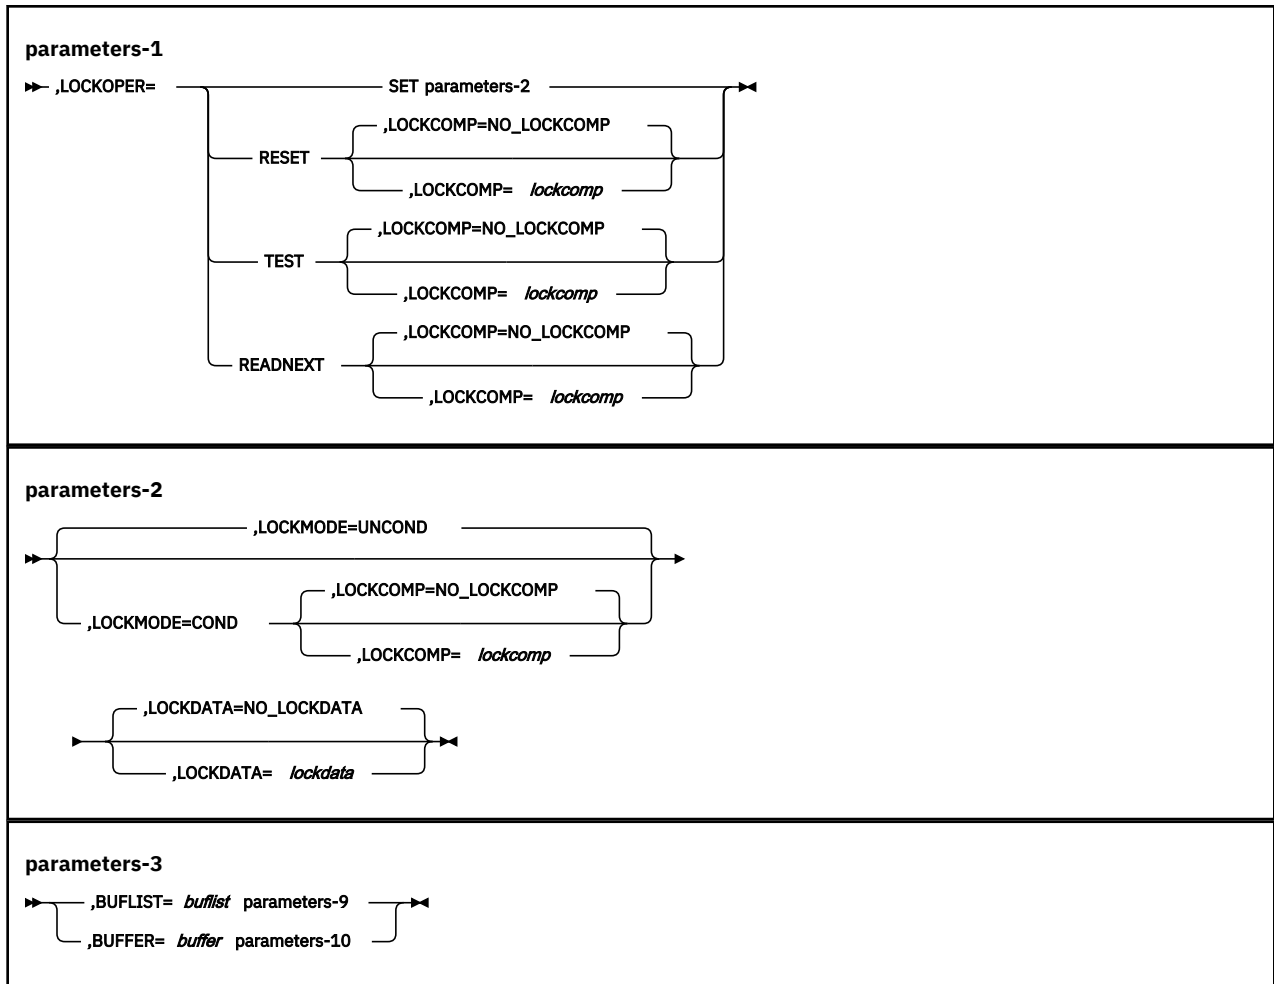 parameters-1
,LOCKOPER= SET parameters-2
,LOCKCOMP=NO_LOCKCOMP
RESET
,LOCKCOMP= lockcomp
,LOCKCOMP=NO_LOCKCOMP
TEST
,LOCKCOMP= lockcomp
,LOCKCOMP=NO_LOCKCOMP
READNEXT
,LOCKCOMP= lockcomp
parameters-2
,LOCKMODE=UNCOND
,LOCKCOMP=NO_LOCKCOMP
,LOCKMODE=COND
,LOCKCOMP= lockcomp
,LOCKDATA=NO_LOCKDATA
,LOCKDATA= lockdata
parameters-3
,BUFLIST= buflist parameters-9
,BUFFER= buffer parameters-10